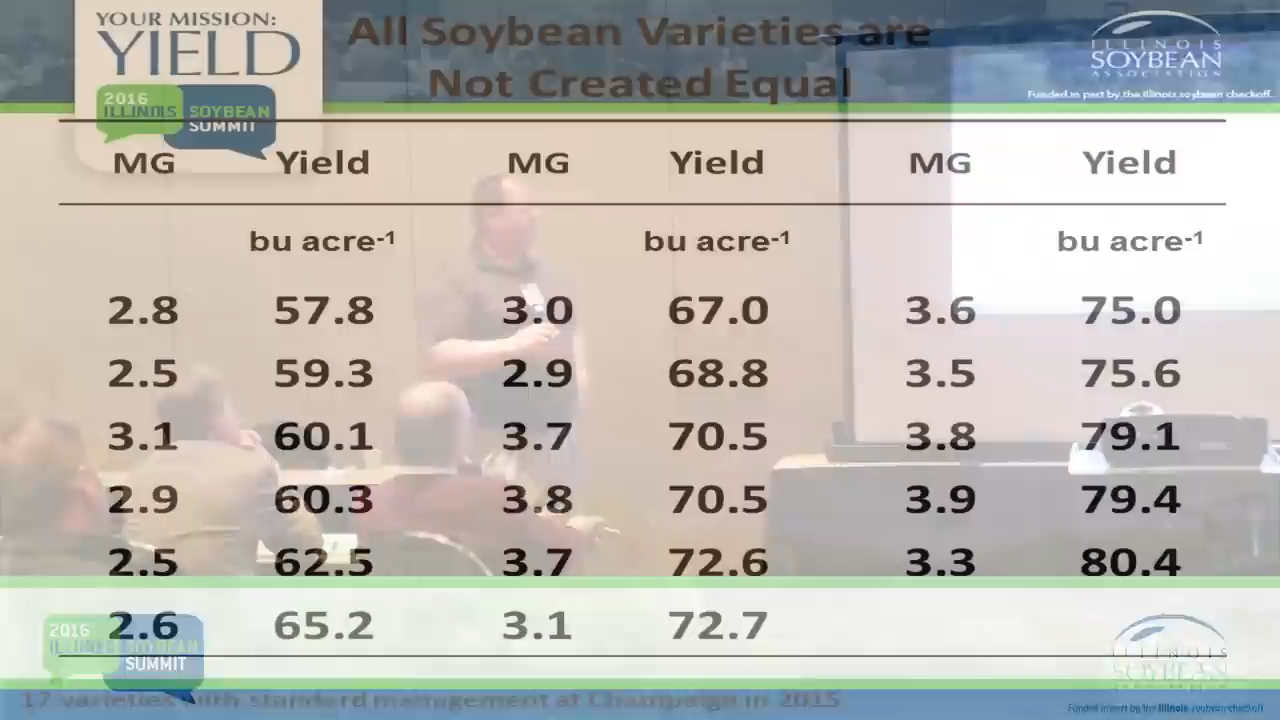 YOUR MISSION:
YIELD
2016
ILLINOIS SOYBEAN
SUMMIT
All Soybean Varieties are
Not Created Equal
ILLINOIS
SOYBEAN
ASSOCIATION
Funded in part by the Illinois soybean checkoff.
MG Yield MG Yield MG Yield
bu acre-1 bu acre-1 bu acre-1
2.8 57.8 3.0 67.0 3.6 75.0
2.5 59.3 2.9 68.8 3.5 75.6
3.1 60.1 3.7 70.5 3.8 79.1
2.9 60.3 3.8 70.5 3.9 79.4
2.5 62.5 3.7 72.6 3.3 80.4
2.6 65.2 3.1 72.7
2016
ILLINOIS SOYBEAN
SUMMIT
ILLINOIS
SOYBEAN
17 varieties with standard management at Champaign in 2015
Funded in part by the Illinois soybean checkoff.